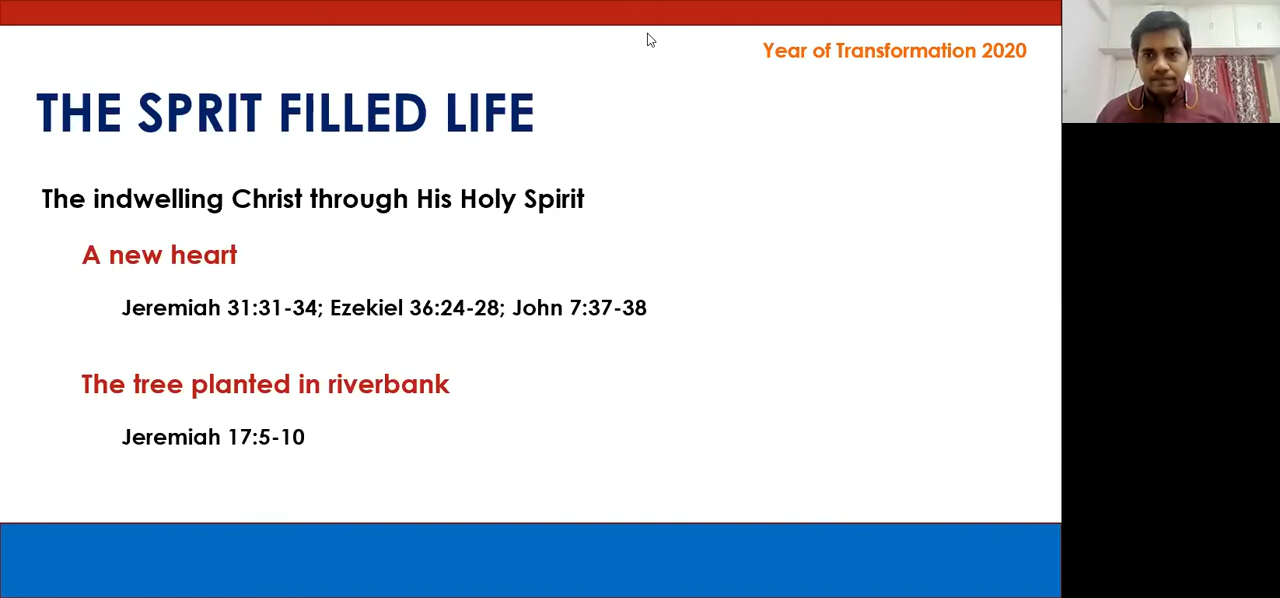 Year of Transformation 2020
THE SPRIT FILLED LIFE
The indwelling Christ through His Holy Spirit
A new heart
Jeremiah 31:31-34; Ezekiel 36:24-28; John 7:37-38
The tree planted in riverbank
Jeremiah 17:5-10